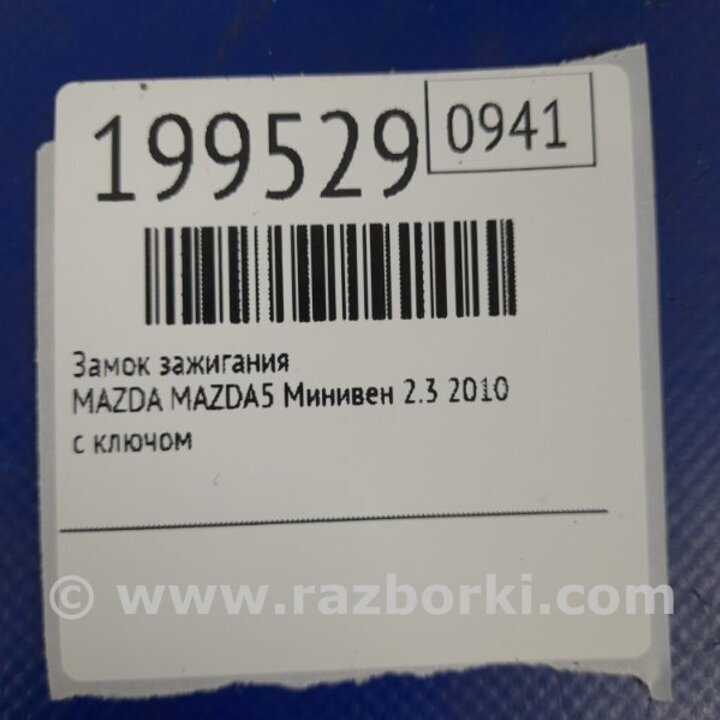 199529 0941
Замок зажигания
MAZDA MAZDA5 Минивен 2.3 2010
с ключом
© www.razborki.com